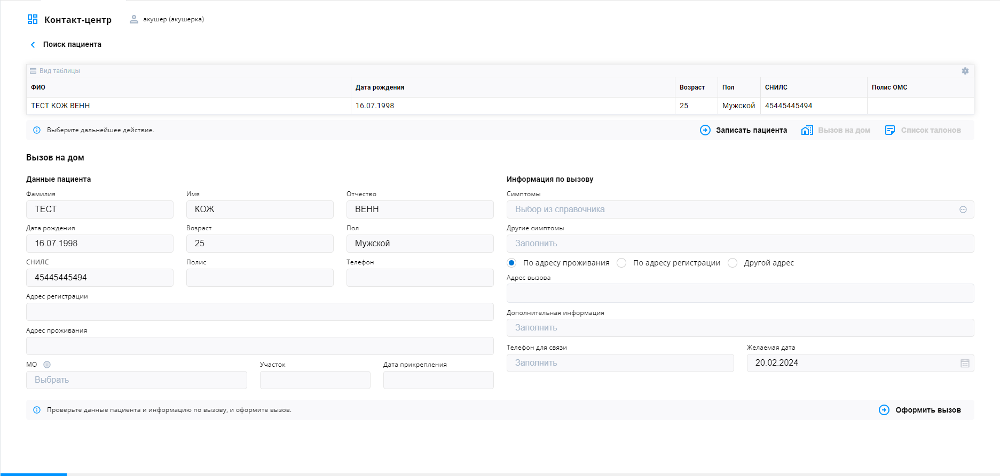 Контакт-центр
акушер (акушерка)
Поиск пациента
Вид таблицы
ФИО Дата рождения Возраст Пол СНИЛС Полис ОМС
ТЕСТ КОЖ ВЕНН 16.07.1998 25 Мужской 45445445494
Выберите дальнейшее действие. Записать пациента Вызов на дом Список талонов
Вызов на дом
Данные пациента
Фамилия Имя Отчество
ТЕСТ КОЖ ВЕНН
Дата рождения Возраст Пол
16.07.1998 25 Мужской
СНИЛС Полис Телефон
45445445494
Адрес регистрации
Адрес проживания
МО Участок Дата прикрепления
Выбрать
Информация по вызову
Симптомы
Выбор из справочника
Другие симптомы
Заполнить
По адресу проживания По адресу регистрации Другой адрес
Адрес вызова
Дополнительная информация
Заполнить
Телефон для связи Желаемая дата
Заполнить 20.02.2024
Проверьте данные пациента и информацию по вызову, и оформите вызов. Оформить вызов